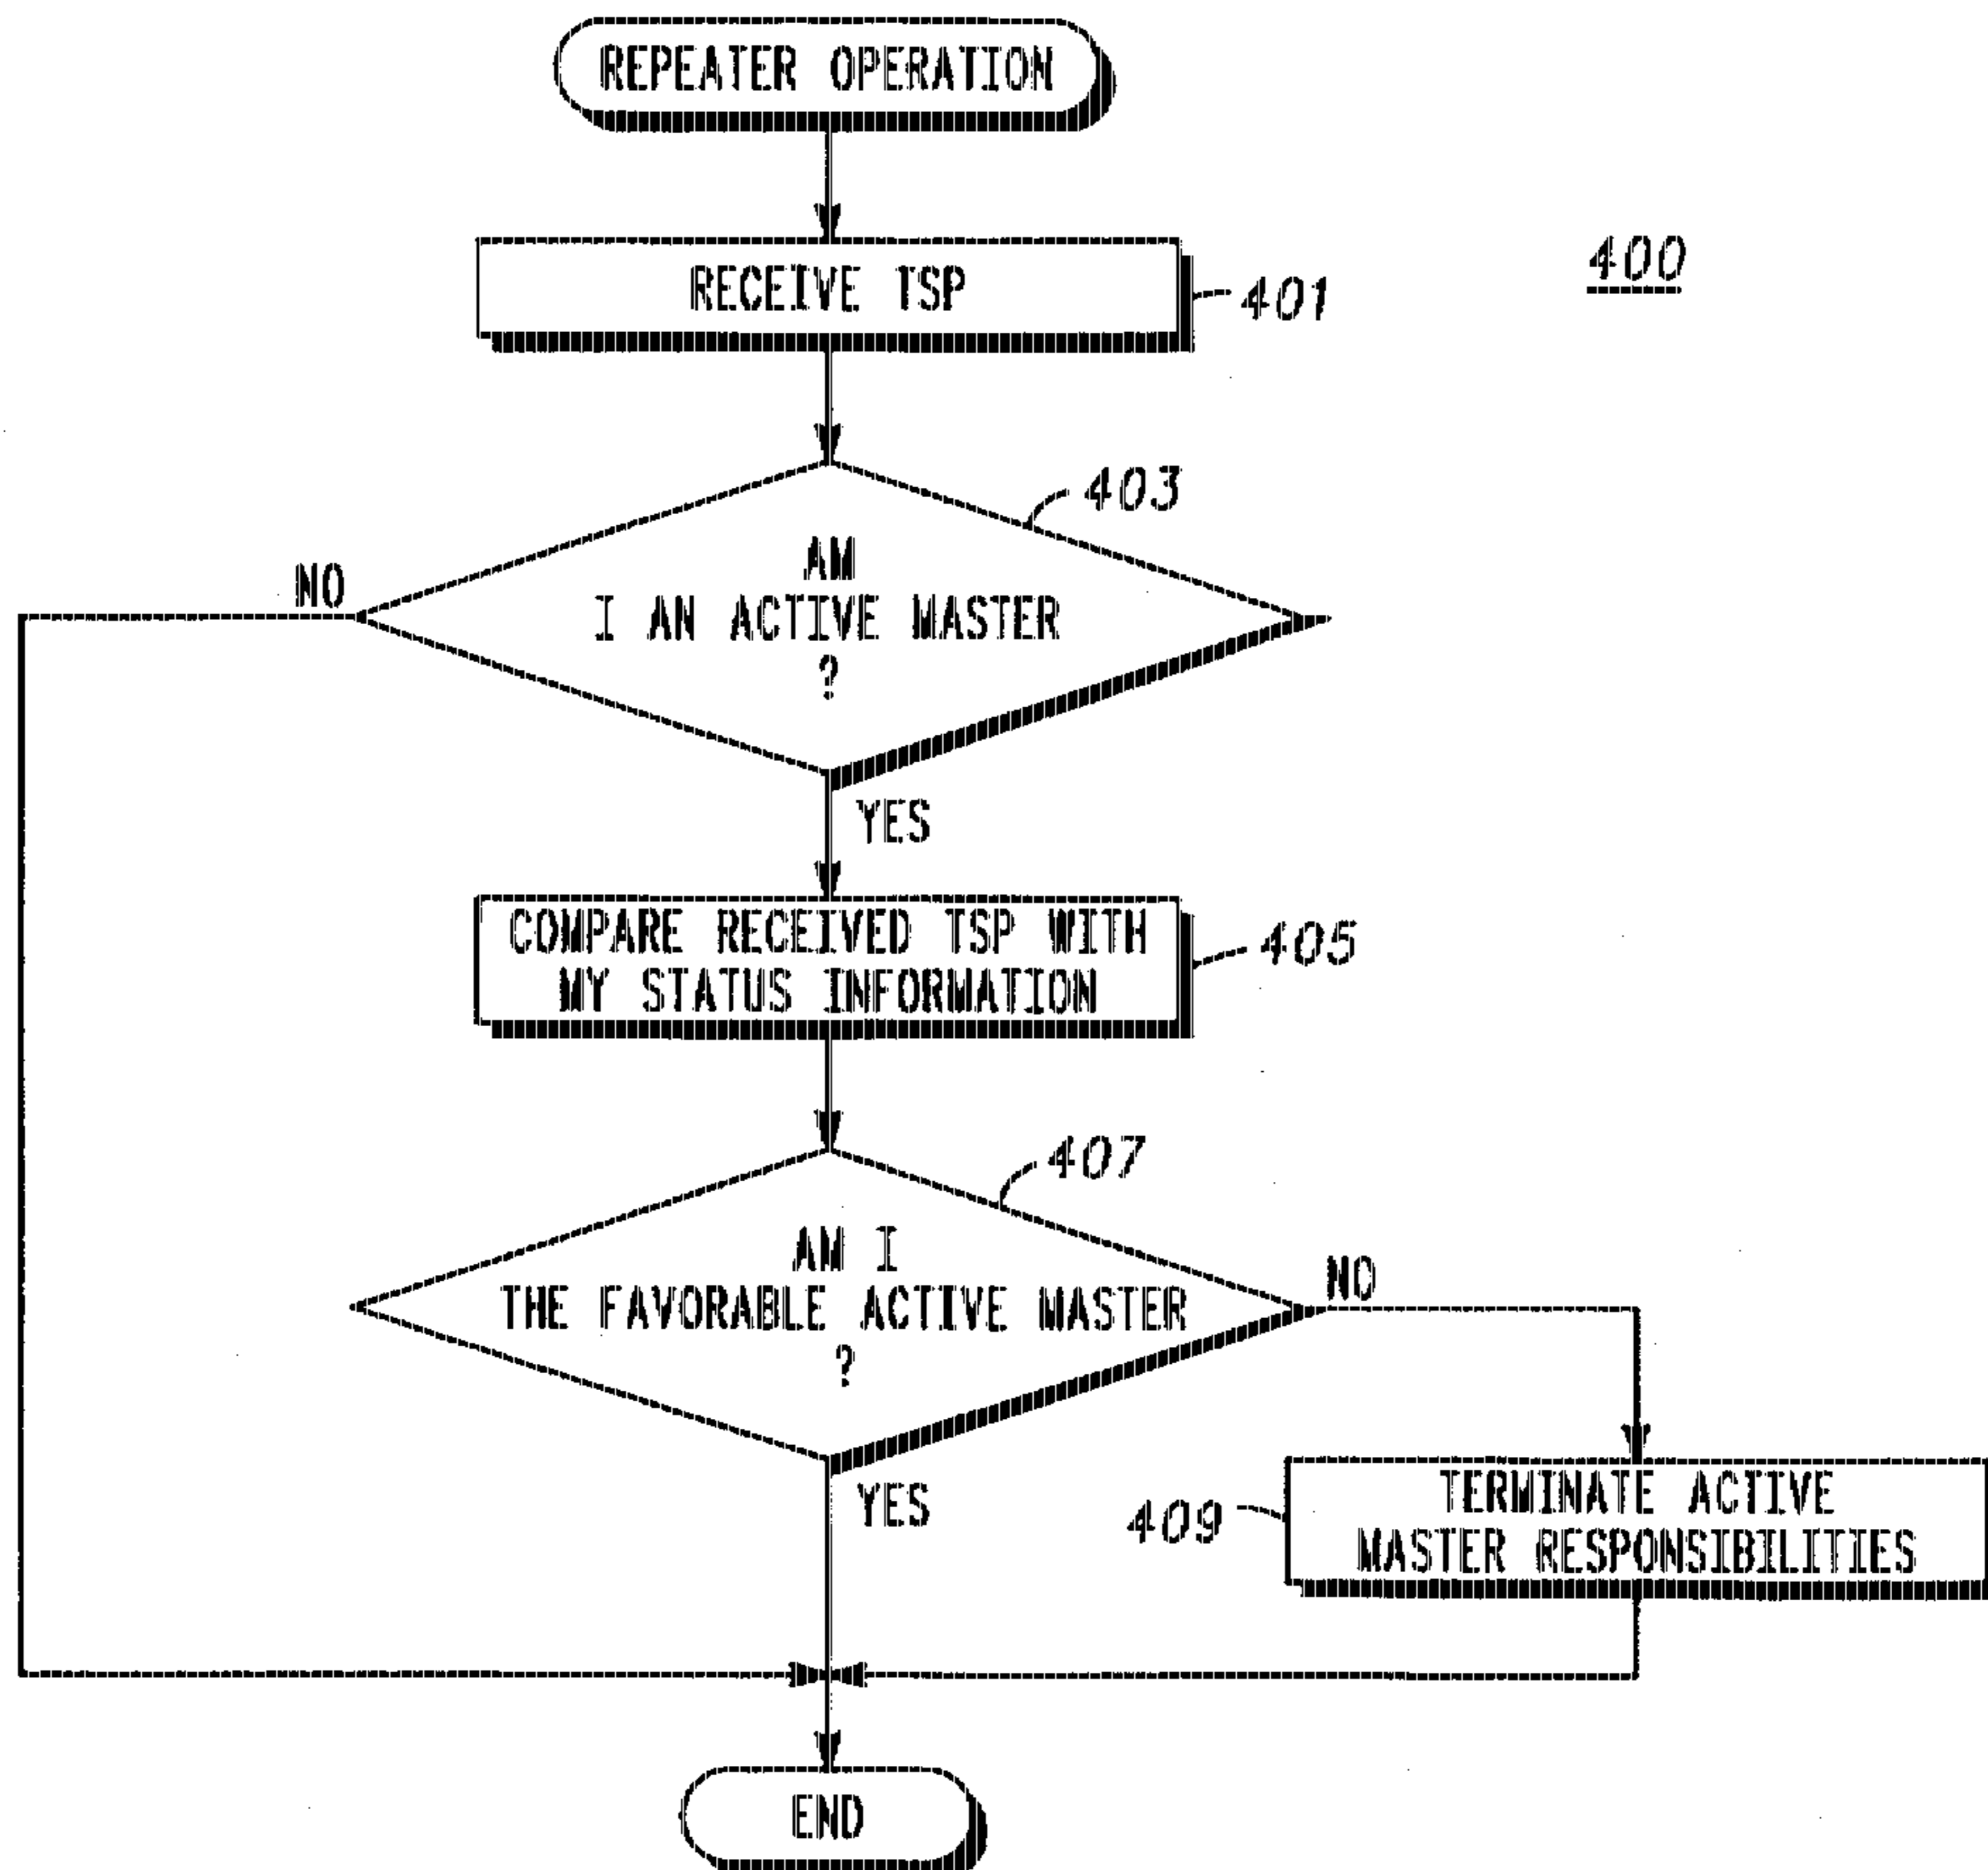 REPEATER OPERATION
RECEIVE TSP
401
400
403
AM
I AN ACTIVE MASTER
?
NO
YES
COMPARE RECEIVED TSP WITH
MY STATUS INFORMATION
405
407
AM I
THE FAVORABLE ACTIVE MASTER
?
NO
YES
409
TERMINATE ACTIVE
MASTER RESPONSIBILITIES
END